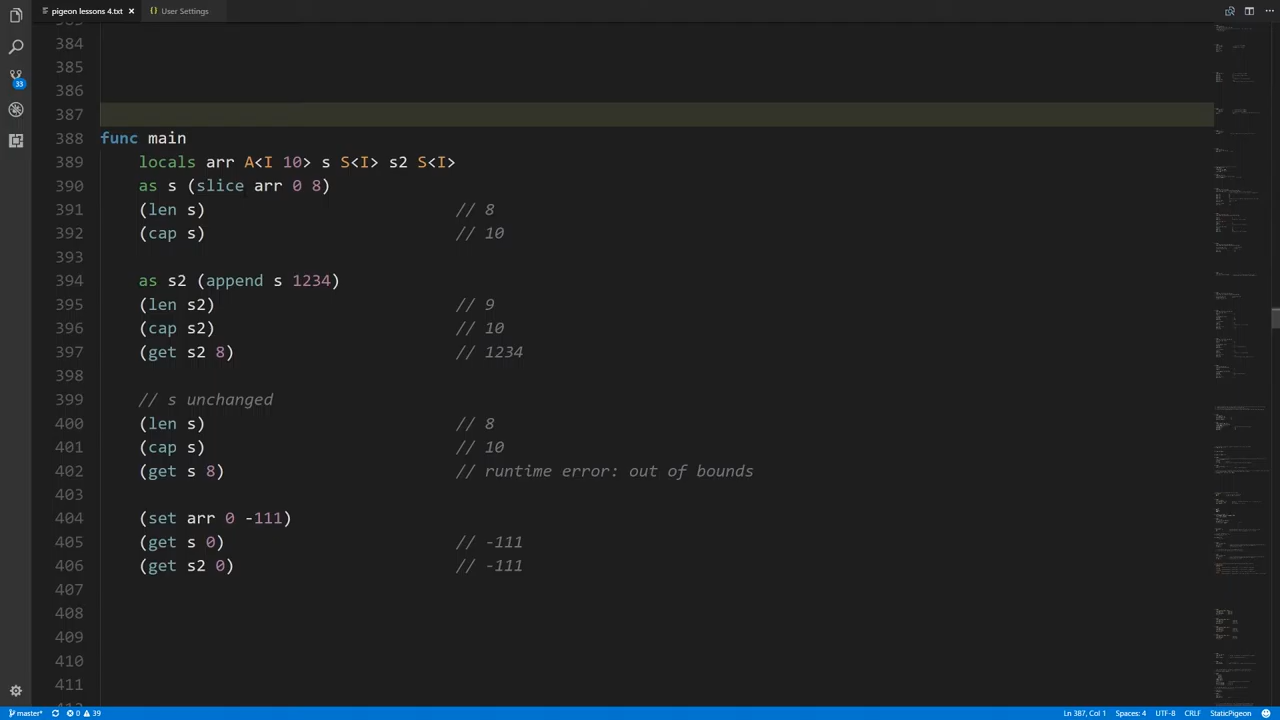 pigeon lessons 4.txt
User Settings
33
384
385
386
387
388 func main
389 locals arr A<I 10> s S<I> s2 S<I>
390 as s (slice arr 0 8)
391 (len s) // 8
392 (cap s) // 10
393
394 as s2 (append s 1234)
395 (len s2) // 9
396 (cap s2) // 10
397 (get s2 8) // 1234
398
399 // s unchanged
400 (len s) // 8
401 (cap s) // 10
402 (get s 8) // runtime error: out of bounds
403
404 (set arr 0 -111)
405 (get s 0) // -111
406 (get s2 0) // -111
407
408
409
410
411
master* 0 39 Ln 387, Col 1 Spaces: 4 UTF-8 CRLF StaticPigeon